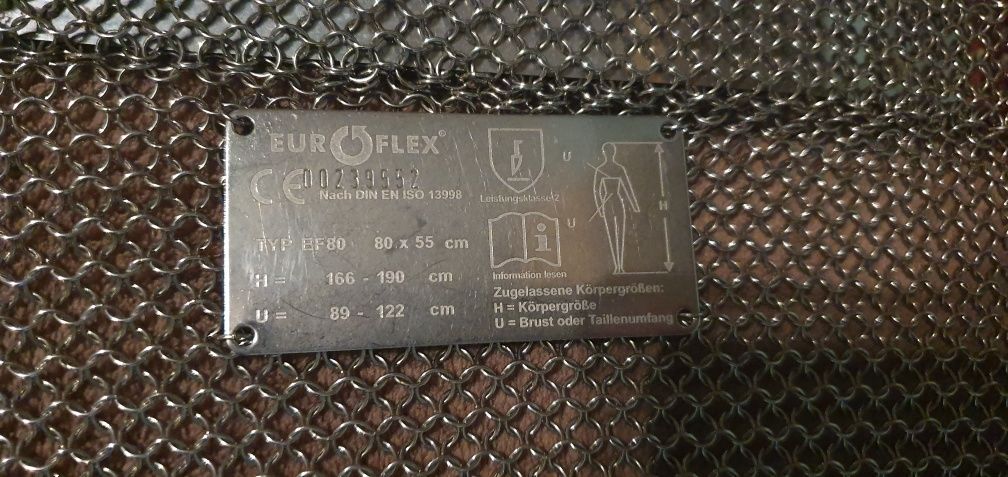 EUROFLEX®
CE 00239552
Nach DIN EN ISO 13998
TYP EF80 80 x 55 cm
H = 166 - 190 cm
U = 89 - 122 cm
Leistungsklasse 2
Information lesen
U
U
H
Zugelassene Körpergrößen:
H = Körpergröße
U = Brust oder Taillenumfang